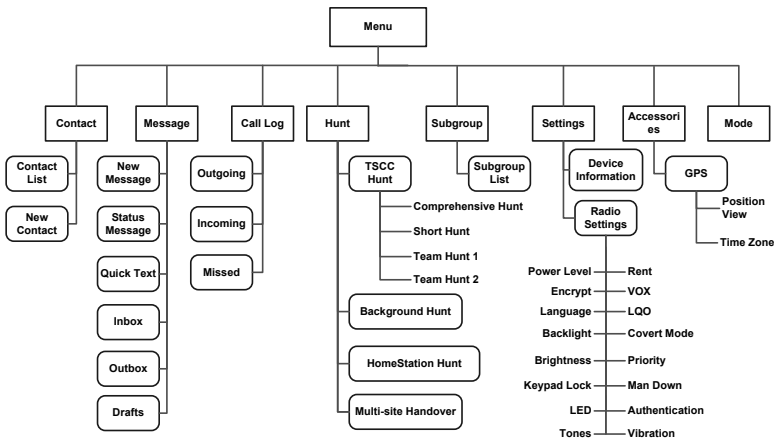 Menu
Contact
Message
Call Log
Hunt
Subgroup
Settings
Accessori
es
Mode
Contact
List
New
Contact
New
Message
Status
Message
Quick Text
Inbox
Outbox
Drafts
Outgoing
Incoming
Missed
TSCC
Hunt
Comprehensive Hunt
Short Hunt
Team Hunt 1
Team Hunt 2
Background Hunt
HomeStation Hunt
Multi-site Handover
Subgroup
List
Device
Information
Radio
Settings
Power Level
Rent
Encrypt
VOX
Language
LQO
Backlight
Covert Mode
Brightness
Priority
Keypad Lock
Man Down
LED
Authentication
Tones
Vibration
GPS
Position
View
Time Zone